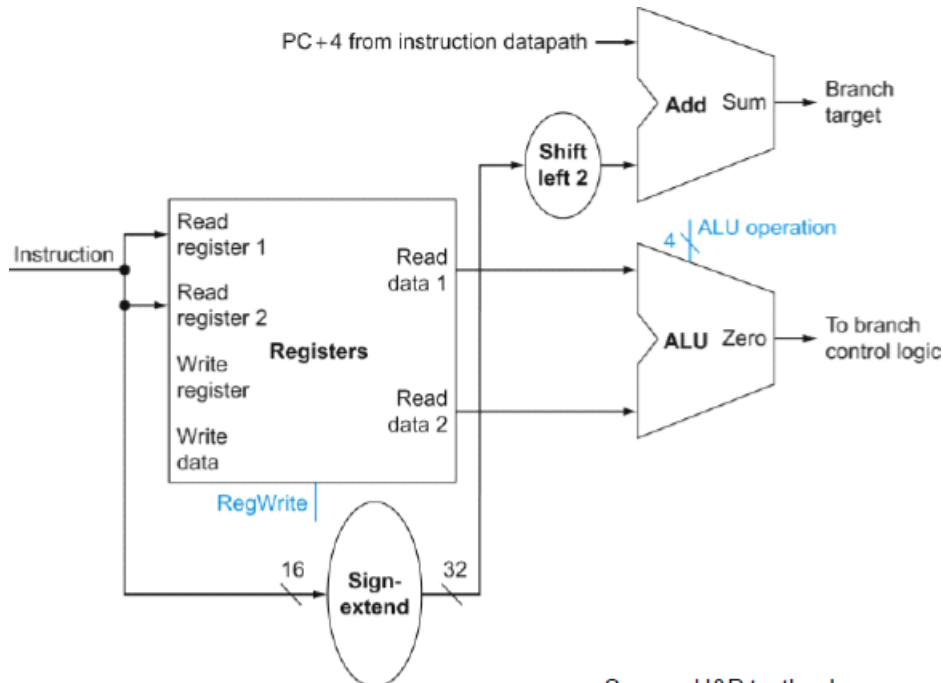 PC+4 from instruction datapath
Add Sum
Branch
target
Shift
left 2
ALU operation
4
Instruction
Read
register 1
Read
data 1
Read
register 2
Registers
ALU Zero
To branch
control logic
Write
register
Read
data 2
Write
data
RegWrite
16
Sign-
extend
32